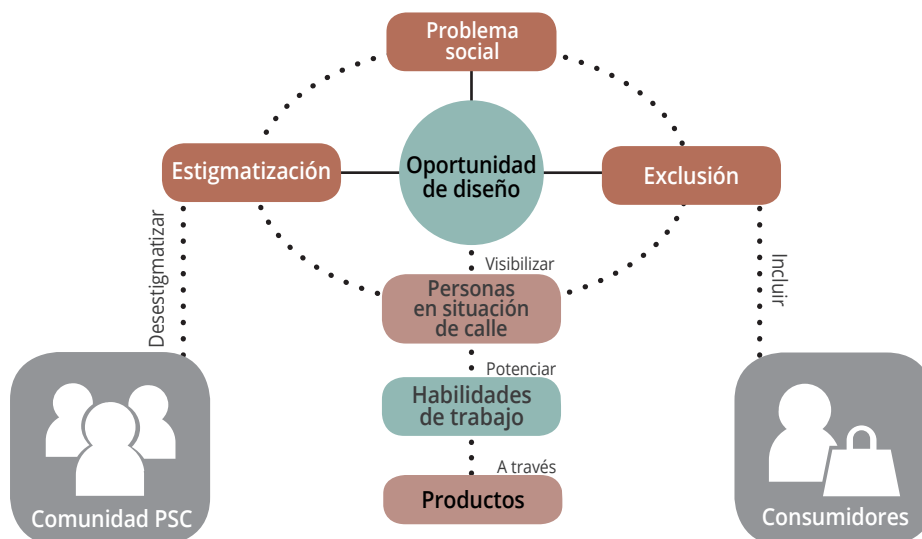 Problema
social
Estigmatización
Oportunidad
de diseño
Exclusión
Desestigmatizar
Visibilizar
Incluir
Personas
en situación
de calle
Potenciar
Habilidades
de trabajo
A través
Productos
Comunidad PSC
Consumidores